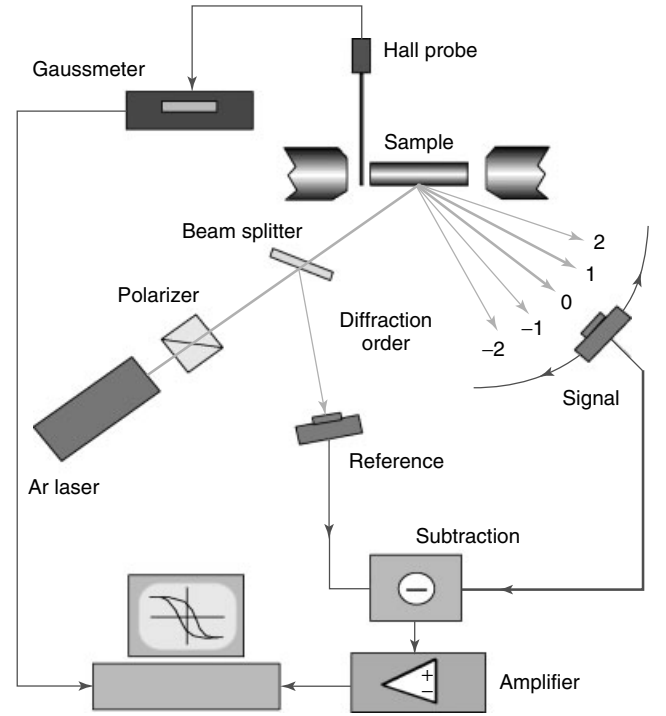 Hall probe
Gaussmeter
Sample
Beam splitter
2
1
0
−1
−2
Polarizer
Diffraction
order
Signal
Reference
Ar laser
Subtraction
−
+
−
Amplifier